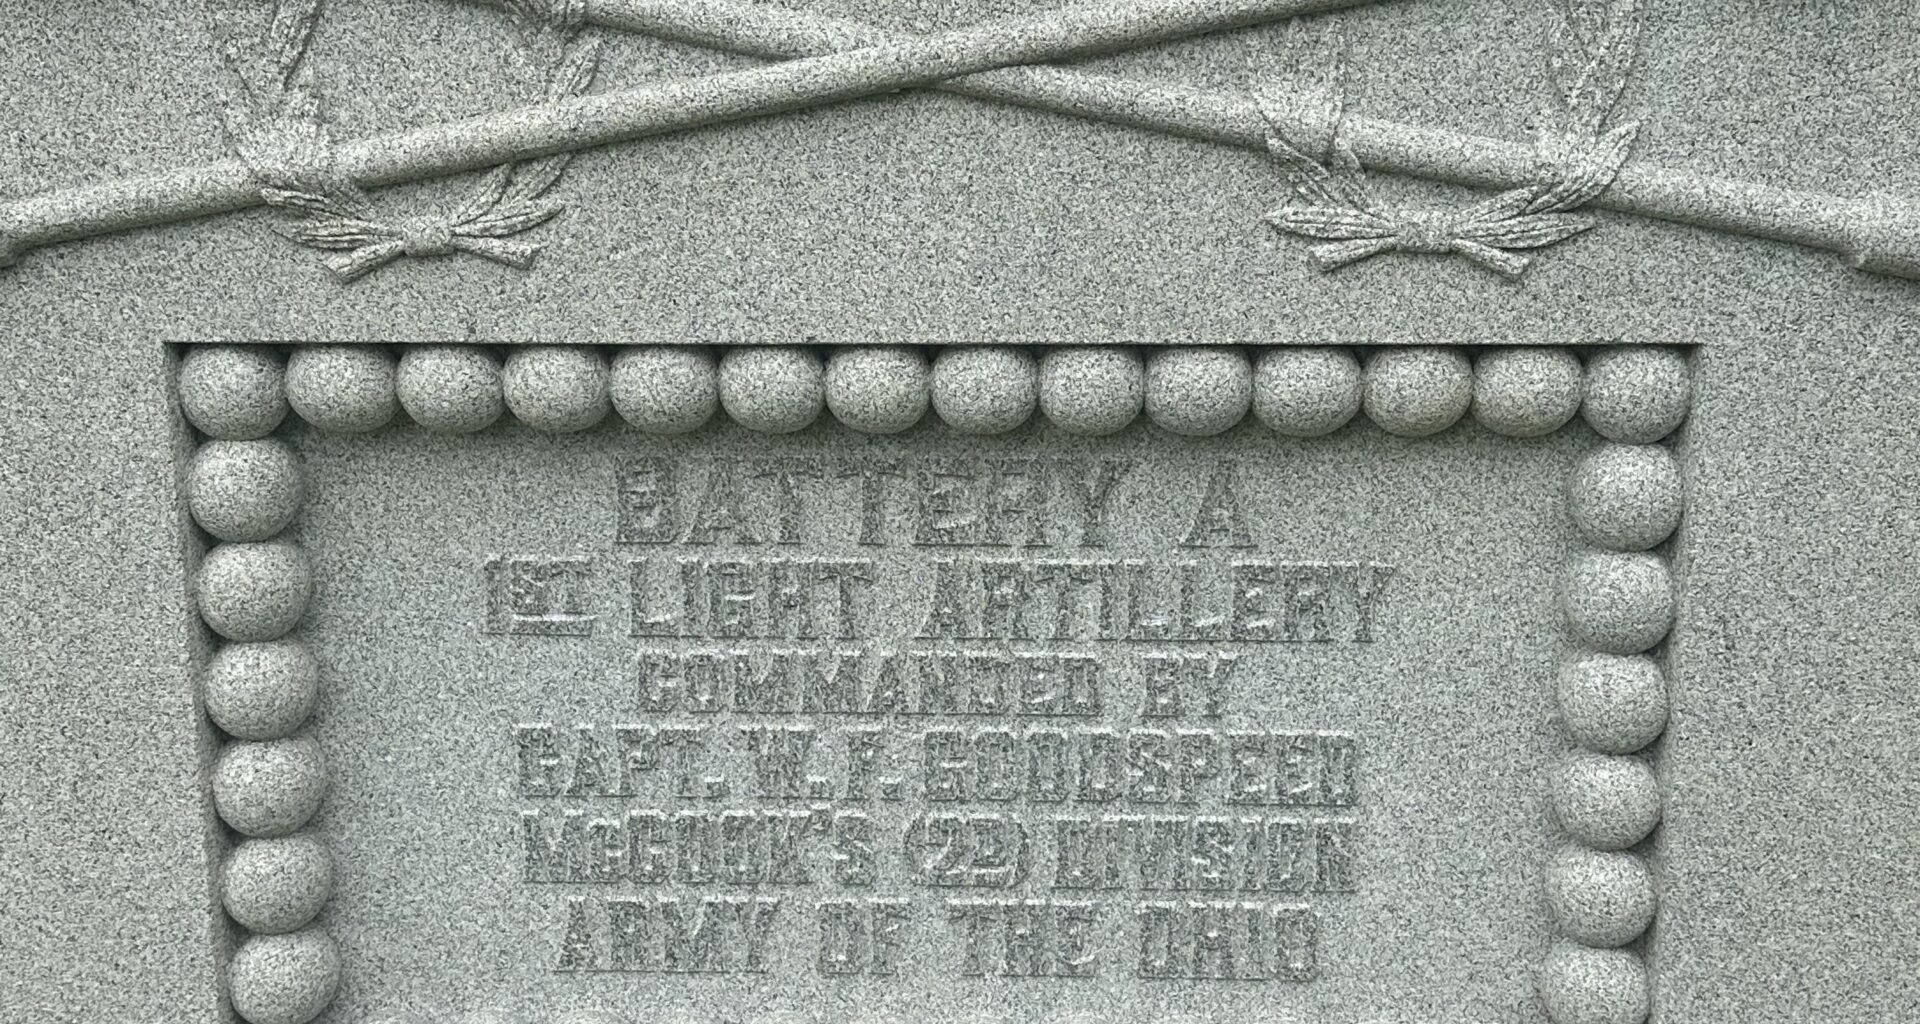 BATTERY A
1ST LIGHT ARTILLERY
COMMANDED BY
CAPT. W. F. GOODSPEED
McCOOK'S (2D) DIVISION
ARMY OF THE OHIO